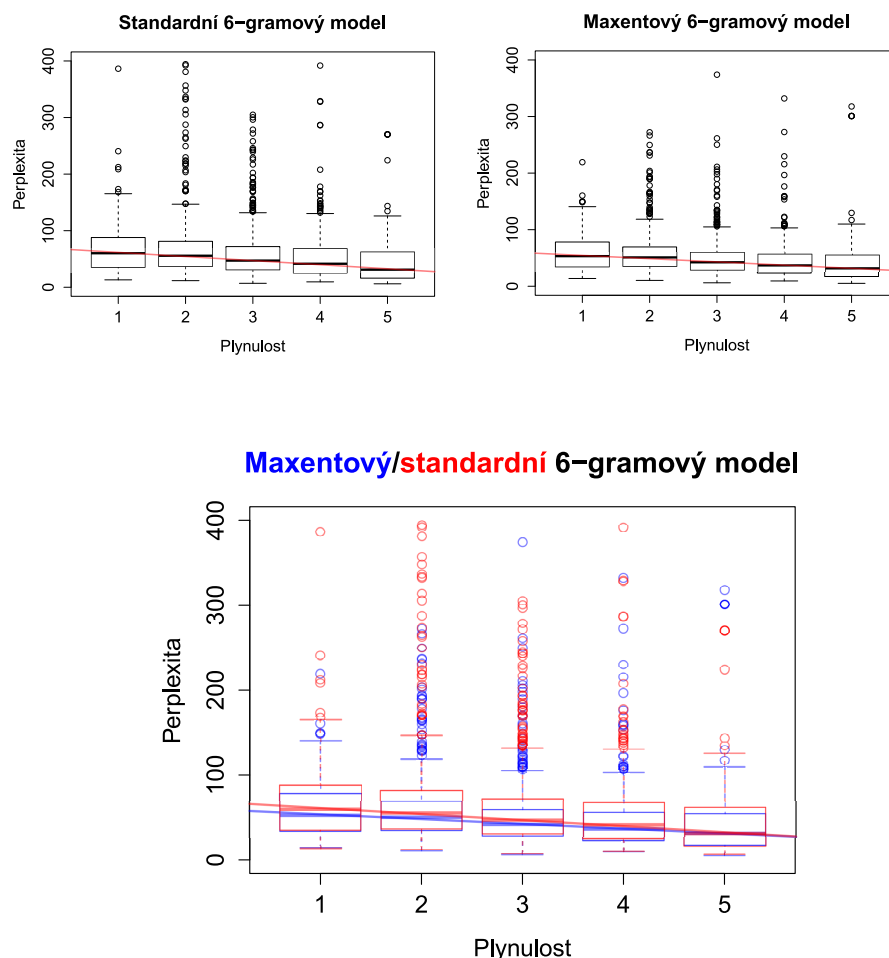 Standardní 6−gramový model
Perplexita
400
300
200
100
0
1 2 3 4 5
Plynulost
Maxentový 6−gramový model
Perplexita
400
300
200
100
0
1 2 3 4 5
Plynulost
Maxentový/standardní 6−gramový model
Perplexita
400
300
200
100
0
1 2 3 4 5
Plynulost